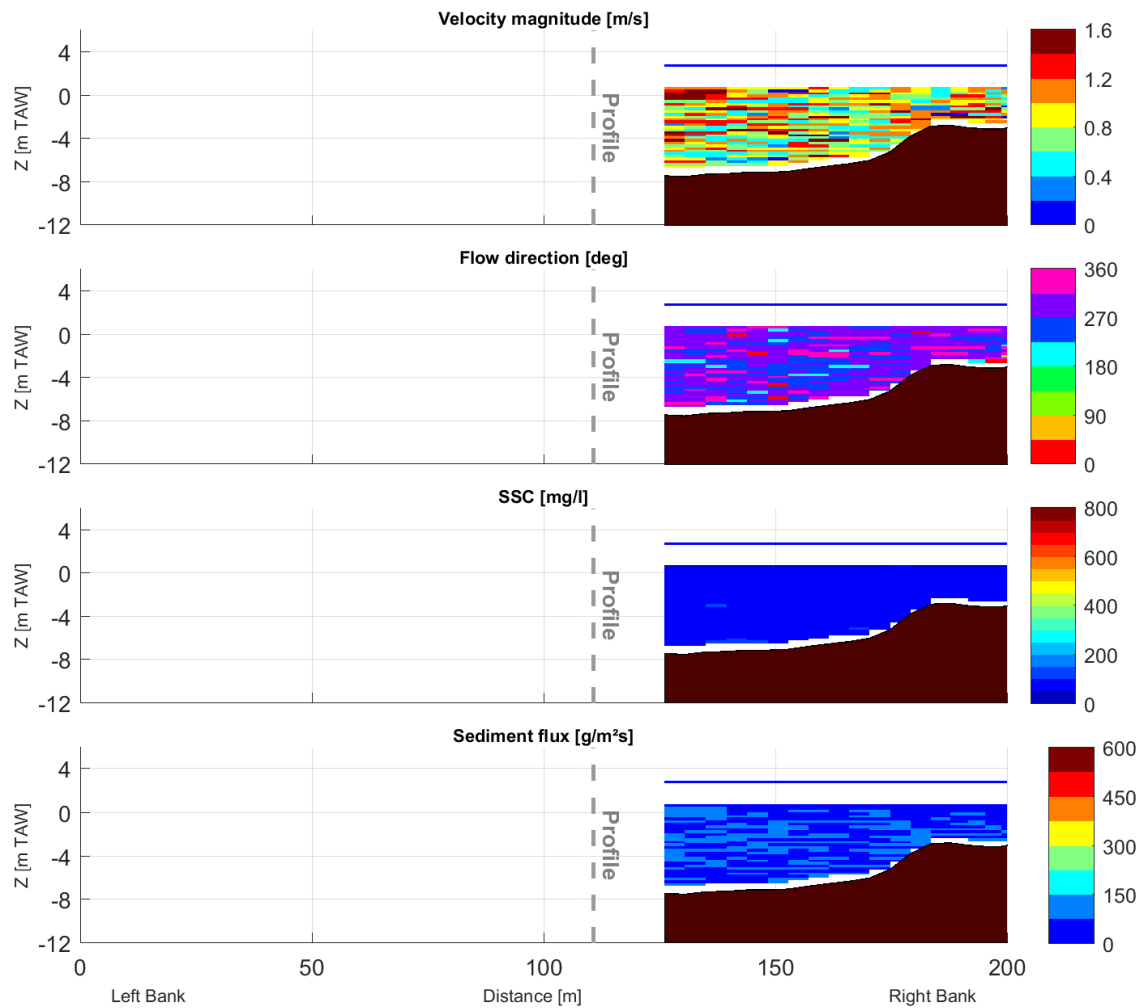 Velocity magnitude [m/s]
Z [m TAW]
4
0
-4
-8
-12
Profile
1.6
1.2
0.8
0.4
0
Flow direction [deg]
Z [m TAW]
4
0
-4
-8
-12
Profile
360
270
180
90
0
SSC [mg/l]
Z [m TAW]
4
0
-4
-8
-12
Profile
800
600
400
200
0
Sediment flux [g/m²s]
Z [m TAW]
4
0
-4
-8
-12
Profile
600
450
300
150
0
0 50 100 150 200
Left Bank Distance [m] Right Bank